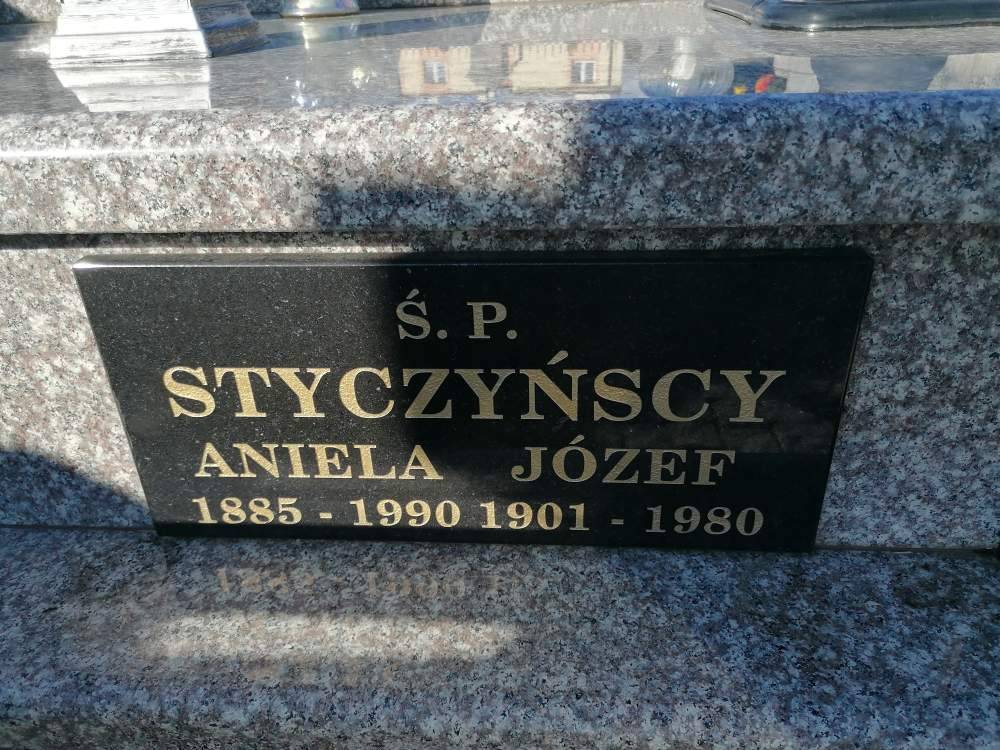 Ś. P.
STYCZYŃSCY
ANIELA JÓZEF
1885 - 1990 1901 - 1980